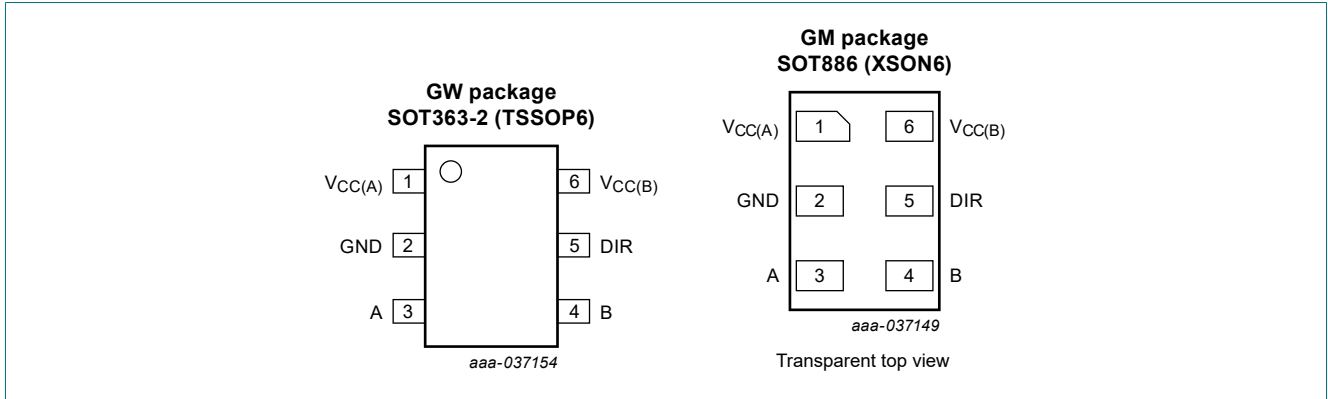 GW package
SOT363-2 (TSSOP6)
VCC(A) 1 6 VCC(B)
GND 2 5 DIR
A 3 4 B
aaa-037154
GM package
SOT886 (XSON6)
VCC(A) 1 6 VCC(B)
GND 2 5 DIR
A 3 4 B
aaa-037149
Transparent top view